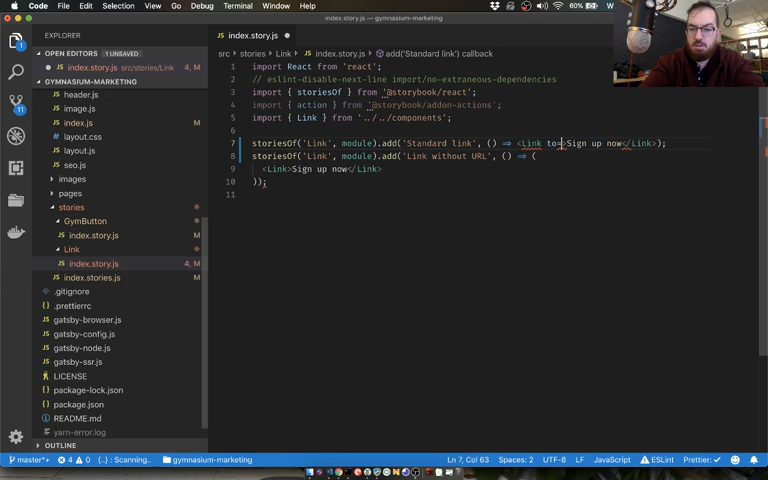 Code File Edit Selection View Go Debug Terminal Window Help
60%
index.story.js — gymnasium-marketing
EXPLORER
OPEN EDITORS 1 UNSAVED
index.story.js src/stories/Link 4, M
GYMNASIUM-MARKETING
header.js
image.js
index.js M
layout.css
layout.js
seo.js
images
pages
stories
GymButton
index.story.js M
Link
index.story.js 4, M
index.stories.js M
.gitignore
.prettierrc
gatsby-browser.js
gatsby-config.js
gatsby-node.js
gatsby-ssr.js
LICENSE
package-lock.json
package.json
README.md
yarn-error.log
OUTLINE
index.story.js
src › stories › Link › index.story.js › add('Standard link') callback
1 import React from 'react';
2 // eslint-disable-next-line import/no-extraneous-dependencies
3 import { storiesOf } from '@storybook/react';
4 import { action } from '@storybook/addon-actions';
5 import { Link } from '../../components';
6
7 storiesOf('Link', module).add('Standard link', () => <Link to=>Sign up now</Link>);
8 storiesOf('Link', module).add('Link without URL', () => (
9 <Link>Sign up now</Link>
10 ));
11
master*+ 4 0 {..} : Scanning.. gymnasium-marketing Ln 7, Col 63 Spaces: 2 UTF-8 LF JavaScript ESLint Prettier: ✓